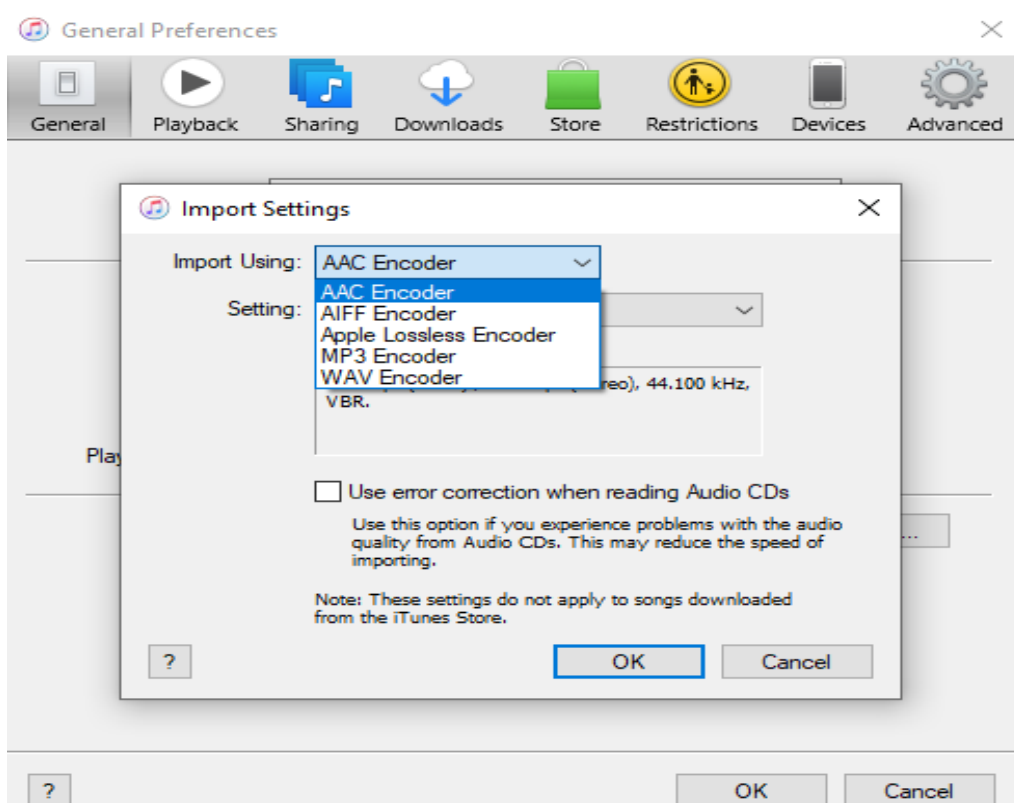 General Preferences
General Playback Sharing Downloads Store Restrictions Devices Advanced
Import Settings
Import Using: AAC Encoder
AAC Encoder
Setting:
AIFF Encoder
Apple Lossless Encoder
MP3 Encoder
WAV Encoder
44.100 kHz,
VBR.
Use error correction when reading Audio CDs
Use this option if you experience problems with the audio
quality from Audio CDs. This may reduce the speed of
importing.
Note: These settings do not apply to songs downloaded
from the iTunes Store.
? OK Cancel
? OK Cancel